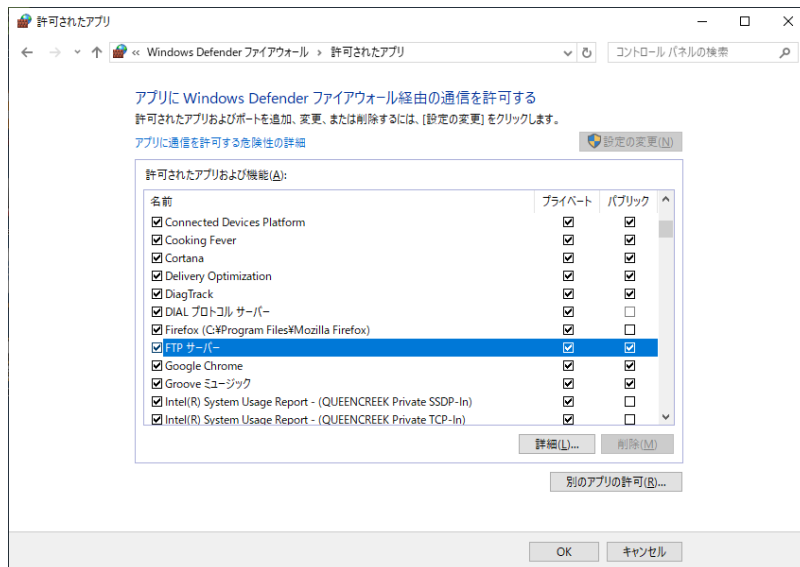 許可されたアプリ
« Windows Defender ファイアウォール › 許可されたアプリ
コントロール パネルの検索
アプリに Windows Defender ファイアウォール経由の通信を許可する
許可されたアプリおよびポートを追加、変更、または削除するには、[設定の変更] をクリックします。
アプリに通信を許可する危険性の詳細
設定の変更(N)
許可されたアプリおよび機能(A):
名前 プライベート パブリック
Connected Devices Platform
Cooking Fever
Cortana
Delivery Optimization
DiagTrack
DIAL プロトコル サーバー
Firefox (C:¥Program Files¥Mozilla Firefox)
FTP サーバー
Google Chrome
Groove ミュージック
Intel(R) System Usage Report - (QUEENCREEK Private SSDP-In)
Intel(R) System Usage Report - (QUEENCREEK Private TCP-In)
詳細(L)... 削除(M)
別のアプリの許可(R)...
OK キャンセル